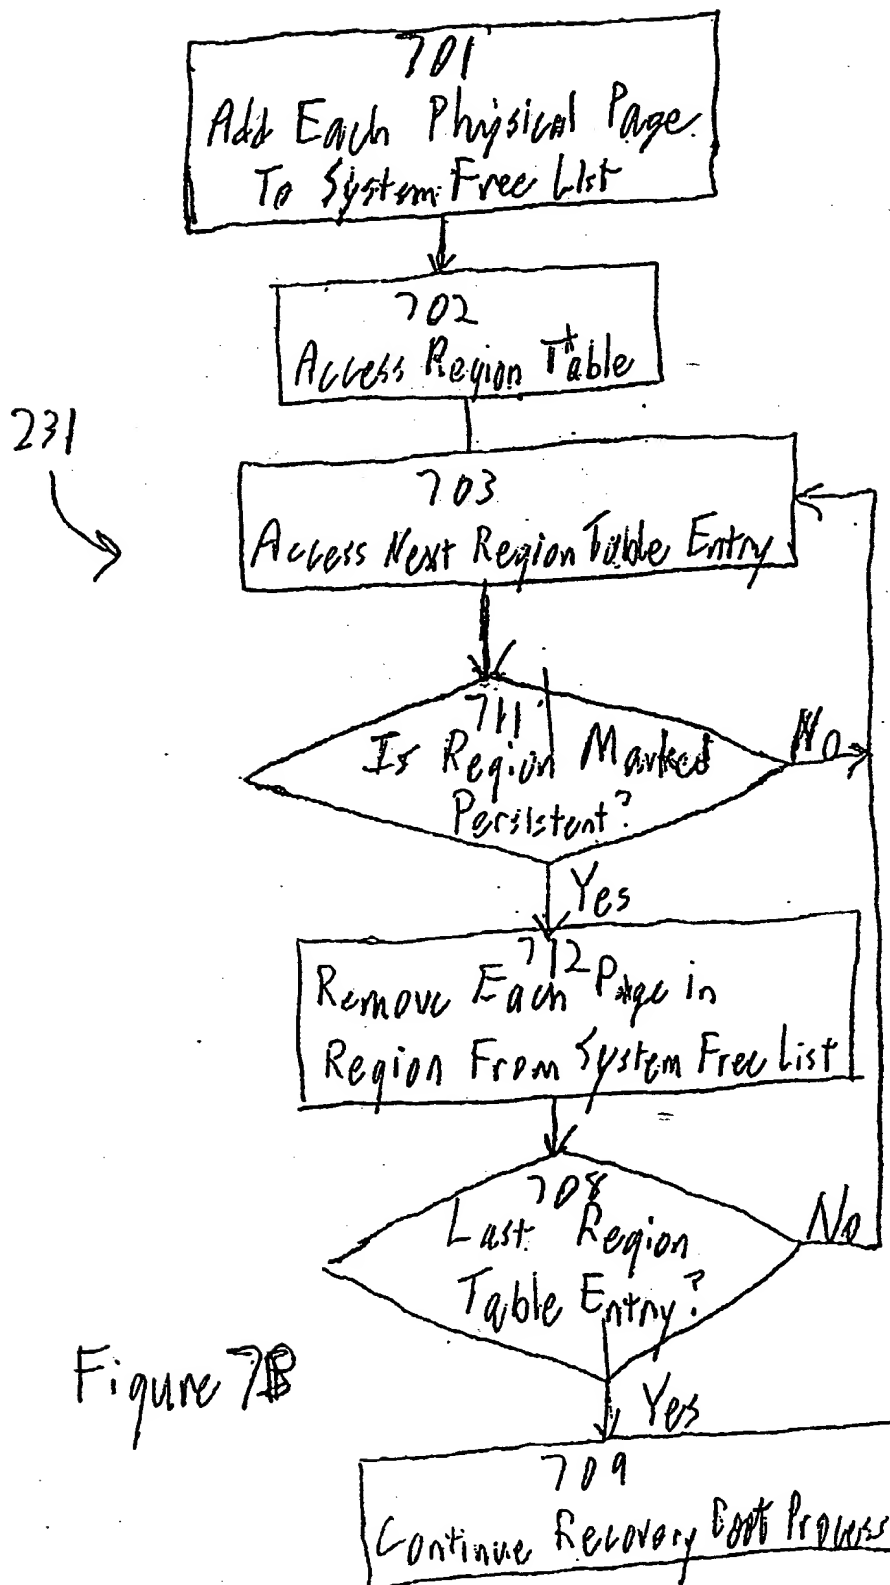 701
Add Each Physical Page
To System Free List
702
Access Region Table
231
703
Access Next Region Table Entry
711
Is Region Marked
Persistent?
No
Yes
712
Remove Each Page in
Region From System Free List
708
Last Region
Table Entry?
No
Figure 7B
Yes
709
Continue Recovery Boot Process